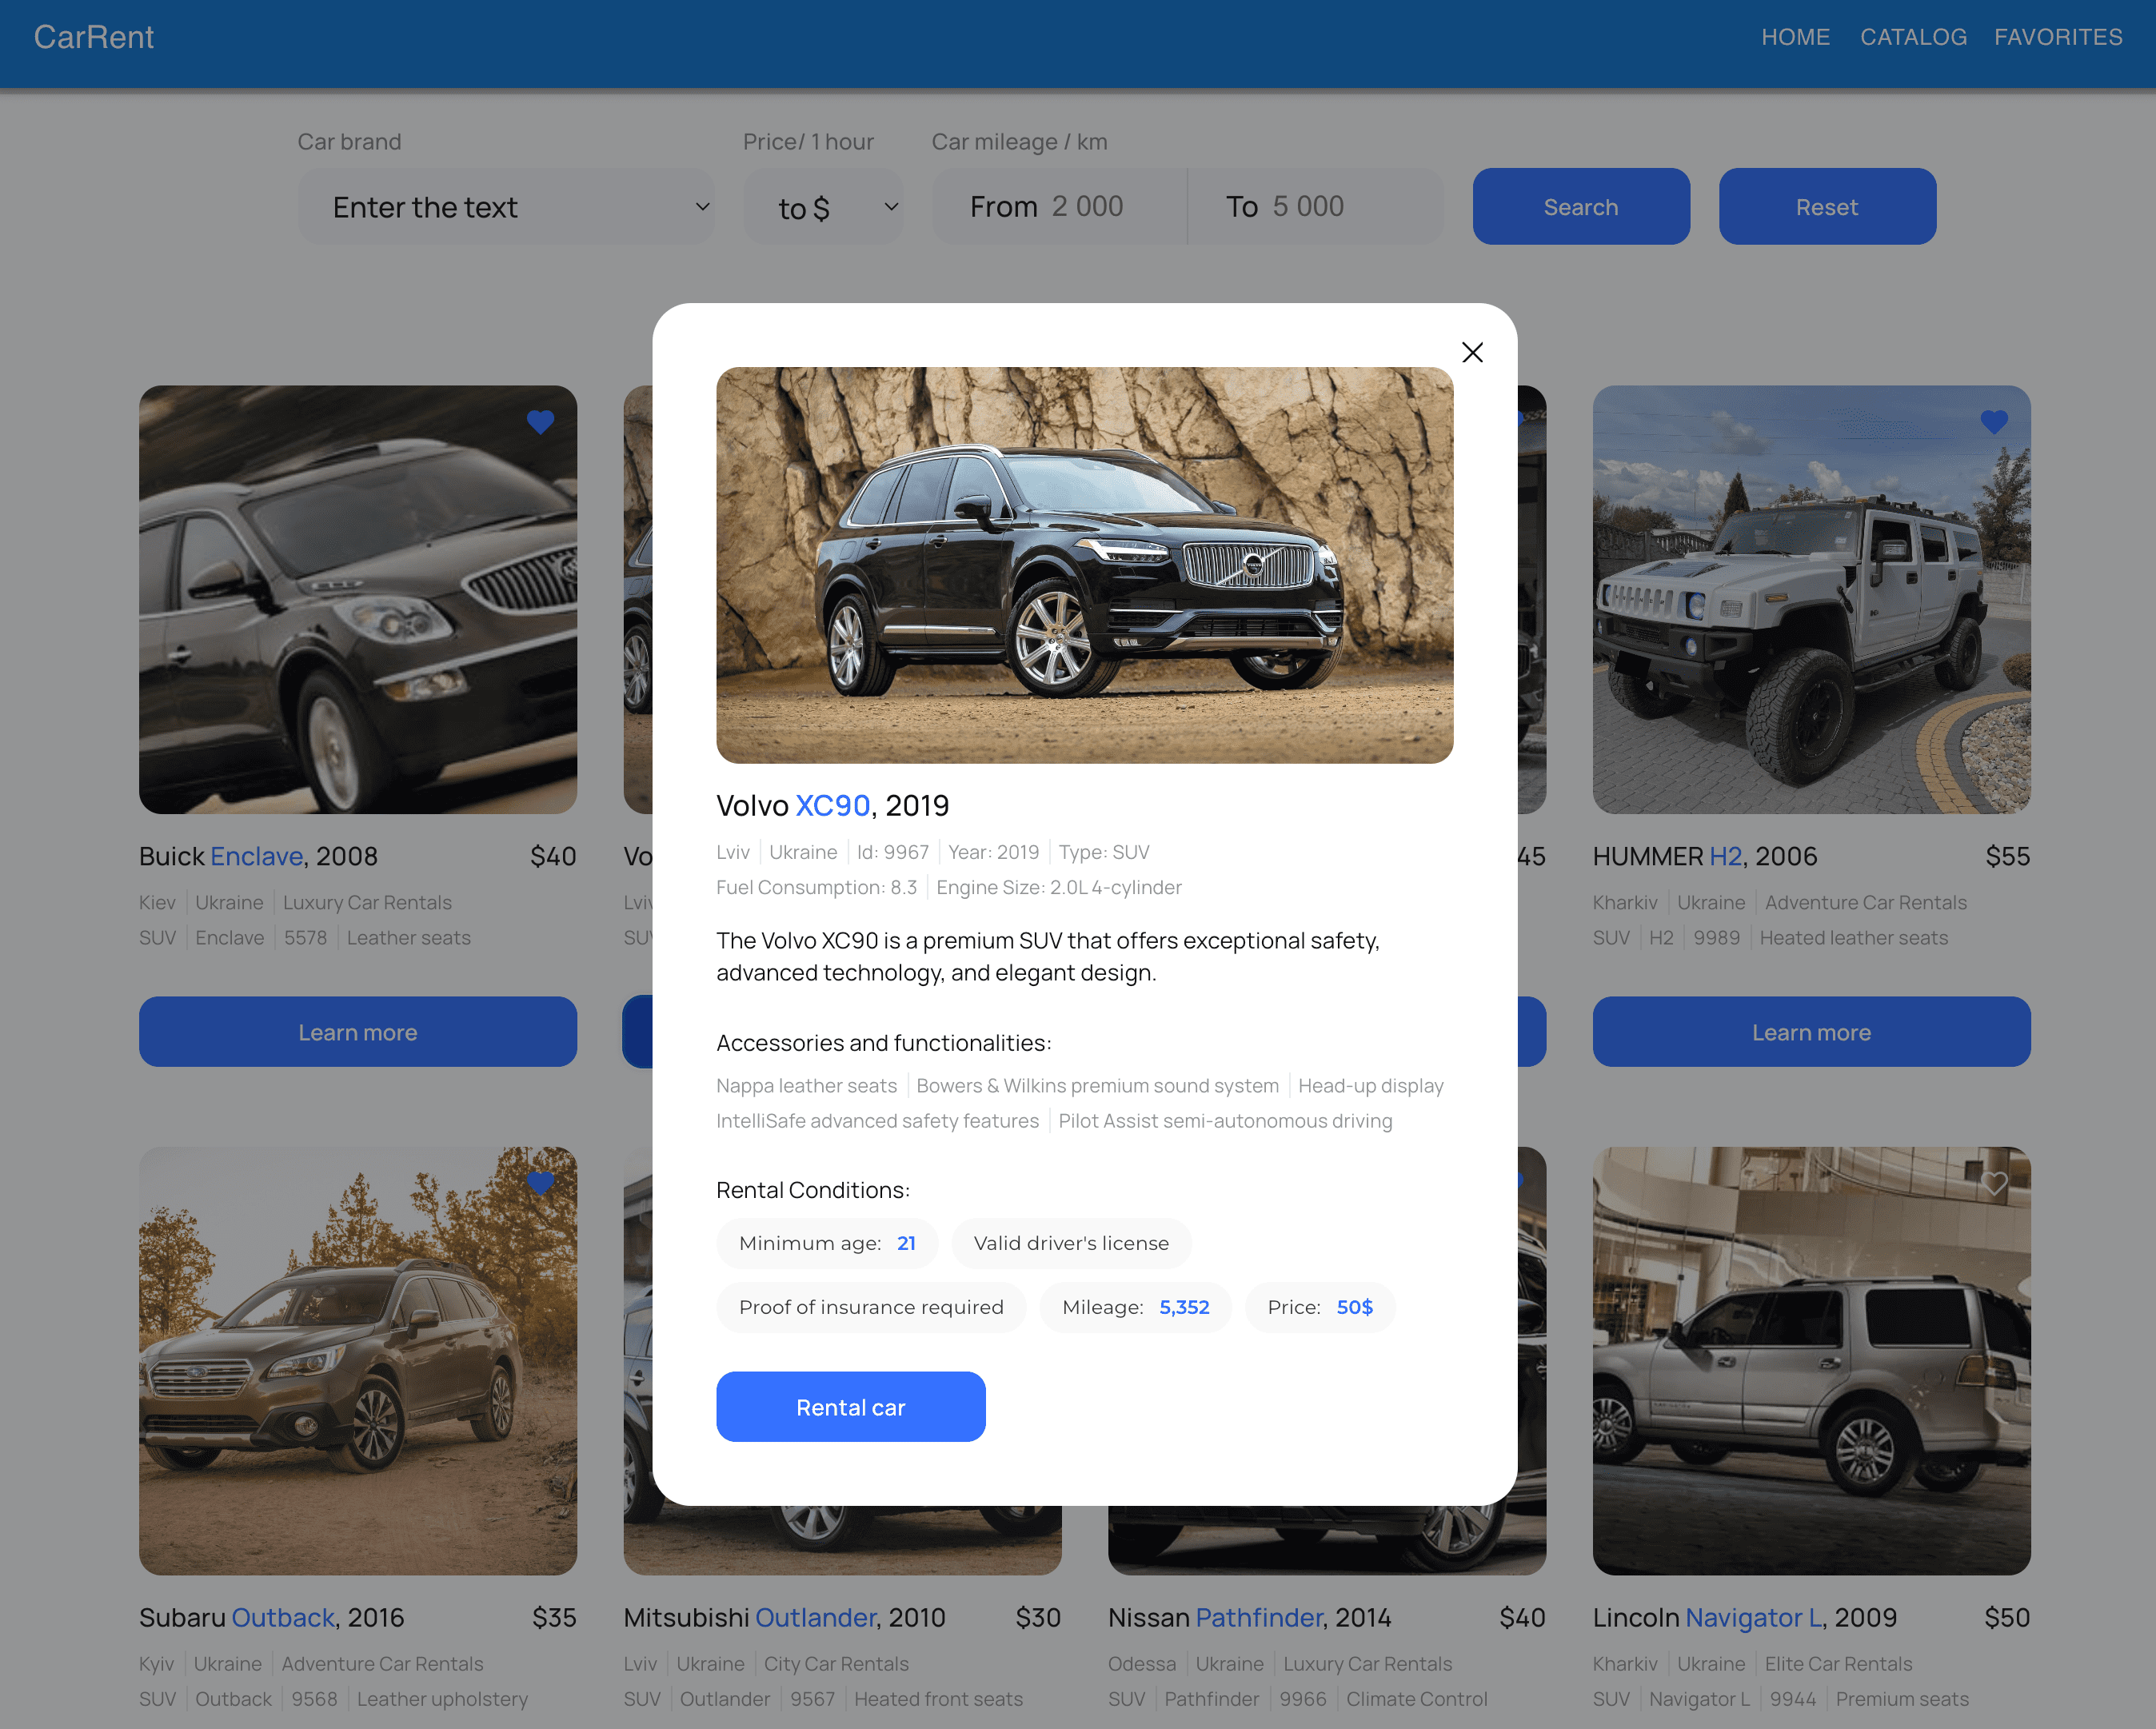 CarRent
HOME CATALOG FAVORITES
Car brand Price/ 1 hour Car mileage / km
Enter the text to $ From 2 000 To 5 000 Search Reset
Volvo XC90, 2019
Lviv Ukraine Id: 9967 Year: 2019 Type: SUV
Fuel Consumption: 8.3 Engine Size: 2.0L 4-cylinder
The Volvo XC90 is a premium SUV that offers exceptional safety,
advanced technology, and elegant design.
Accessories and functionalities:
Nappa leather seats Bowers & Wilkins premium sound system Head-up display
IntelliSafe advanced safety features Pilot Assist semi-autonomous driving
Rental Conditions:
Minimum age: 21 Valid driver's license
Proof of insurance required Mileage: 5,352 Price: 50$
Rental car
Buick Enclave, 2008 $40
Kiev Ukraine Luxury Car Rentals
SUV Enclave 5578 Leather seats
Learn more
Vo
Lviv
SU
45
HUMMER H2, 2006 $55
Kharkiv Ukraine Adventure Car Rentals
SUV H2 9989 Heated leather seats
Learn more
Subaru Outback, 2016 $35
Kyiv Ukraine Adventure Car Rentals
SUV Outback 9568 Leather upholstery
Mitsubishi Outlander, 2010 $30
Lviv Ukraine City Car Rentals
SUV Outlander 9567 Heated front seats
Nissan Pathfinder, 2014 $40
Odessa Ukraine Luxury Car Rentals
SUV Pathfinder 9966 Climate Control
Lincoln Navigator L, 2009 $50
Kharkiv Ukraine Elite Car Rentals
SUV Navigator L 9944 Premium seats